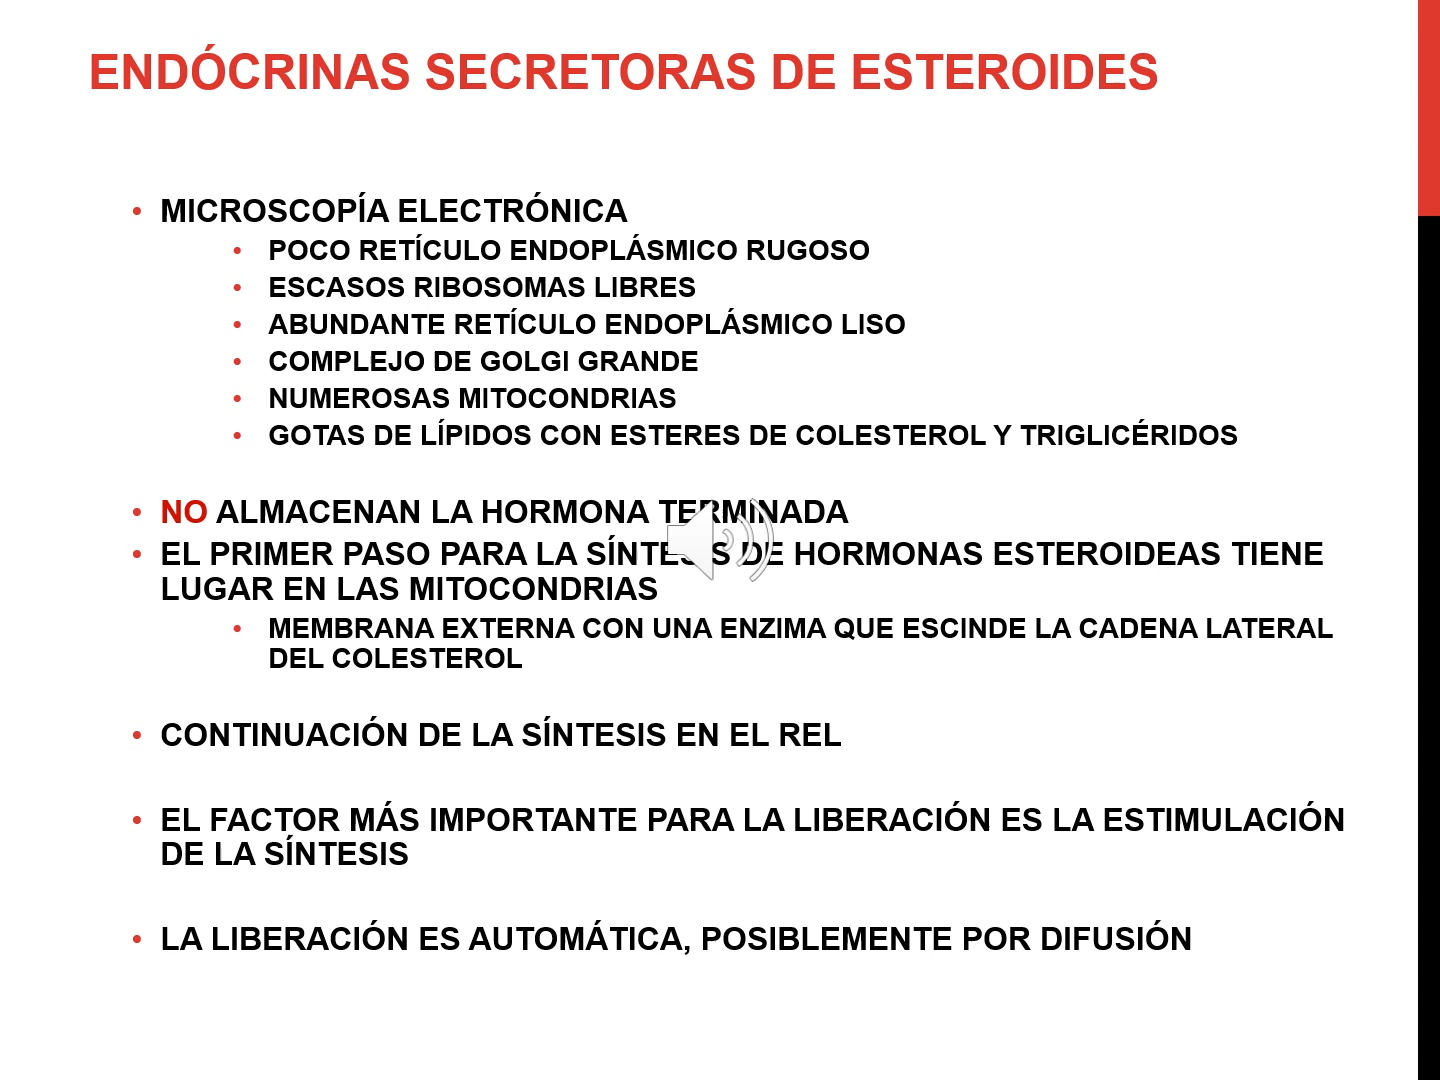 ENDÓCRINAS SECRETORAS DE ESTEROIDES
• MICROSCOPÍA ELECTRÓNICA
• POCO RETÍCULO ENDOPLÁSMICO RUGOSO
• ESCASOS RIBOSOMAS LIBRES
• ABUNDANTE RETÍCULO ENDOPLÁSMICO LISO
• COMPLEJO DE GOLGI GRANDE
• NUMEROSAS MITOCONDRIAS
• GOTAS DE LÍPIDOS CON ESTERES DE COLESTEROL Y TRIGLICÉRIDOS
• NO ALMACENAN LA HORMONA TERMINADA
• EL PRIMER PASO PARA LA SÍNTESIS DE HORMONAS ESTEROIDEAS TIENE
LUGAR EN LAS MITOCONDRIAS
• MEMBRANA EXTERNA CON UNA ENZIMA QUE ESCINDE LA CADENA LATERAL
DEL COLESTEROL
• CONTINUACIÓN DE LA SÍNTESIS EN EL REL
• EL FACTOR MÁS IMPORTANTE PARA LA LIBERACIÓN ES LA ESTIMULACIÓN
DE LA SÍNTESIS
• LA LIBERACIÓN ES AUTOMÁTICA, POSIBLEMENTE POR DIFUSIÓN